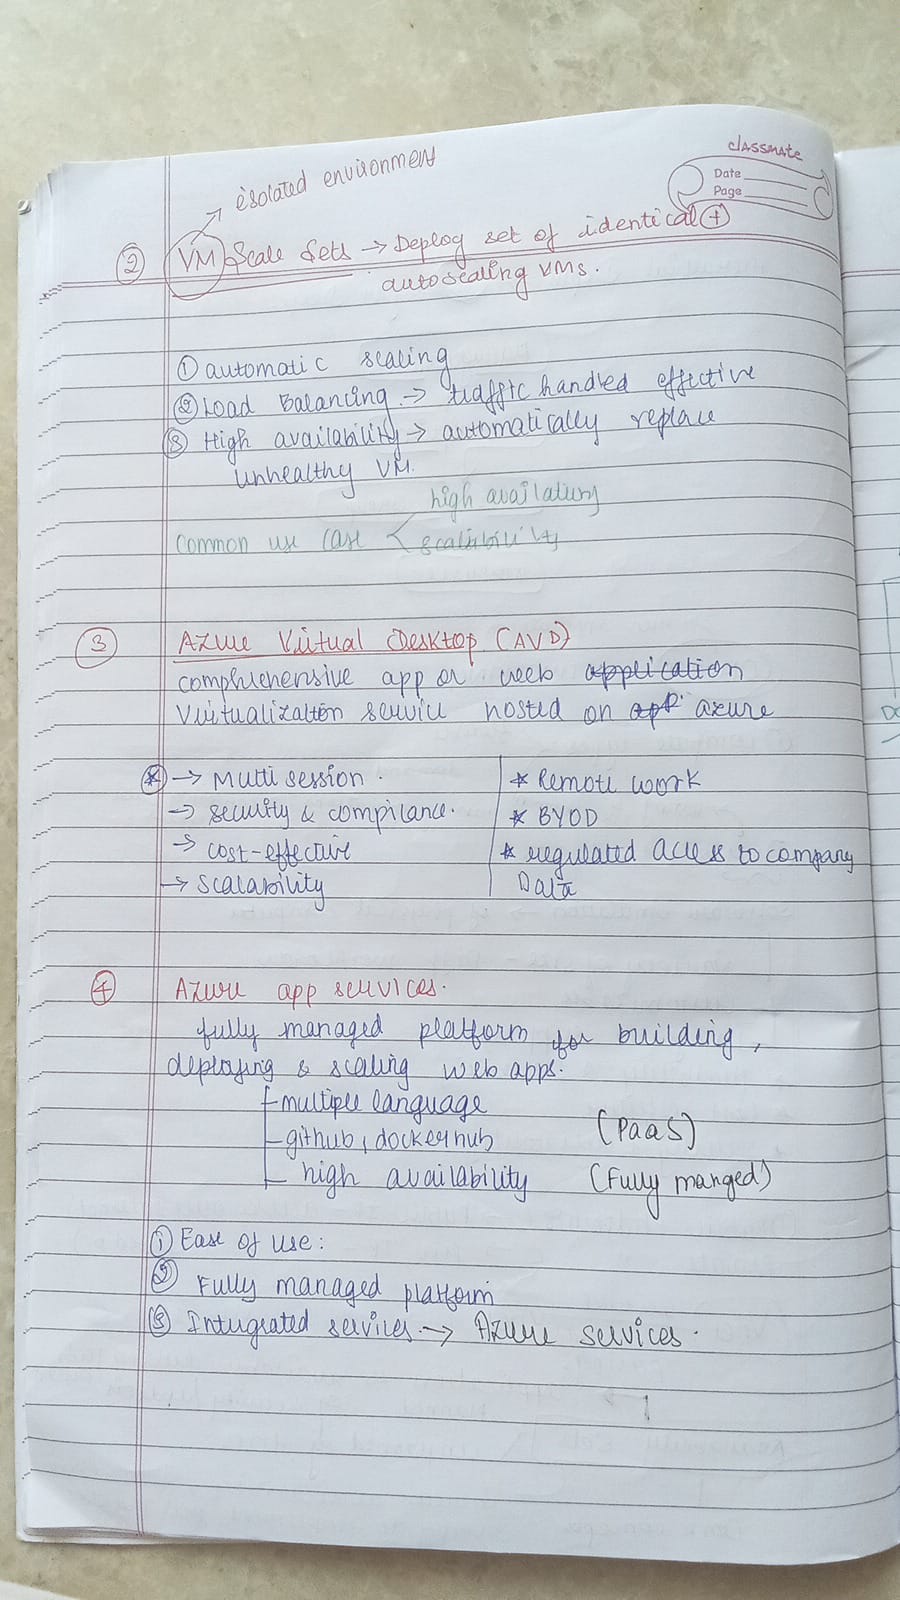 classmate
Date
Page
isolated environment
② VM Scale Sets → Deploy set of identical +
autoscaling VMs.
① automatic scaling
② Load Balancing → traffic handled effective
③ High availability → automatically replace
unhealthy VM.
high availability
common use case < scalability
③ Azure Virtual Desktop (AVD)
comprehensive app or web application
virtualization service hosted on azure
* → Multi session. * Remote work
→ security & compilance. * BYOD
→ cost-effective * regulated access to company
→ scalability Data
④ Azure app services.
fully managed platform for building,
deploying & scaling web apps.
multiple language
github, dockerhub (PaaS)
high availability (Fully manged)
① Ease of use:
② Fully managed platform
③ Intugrated services → Azure services.